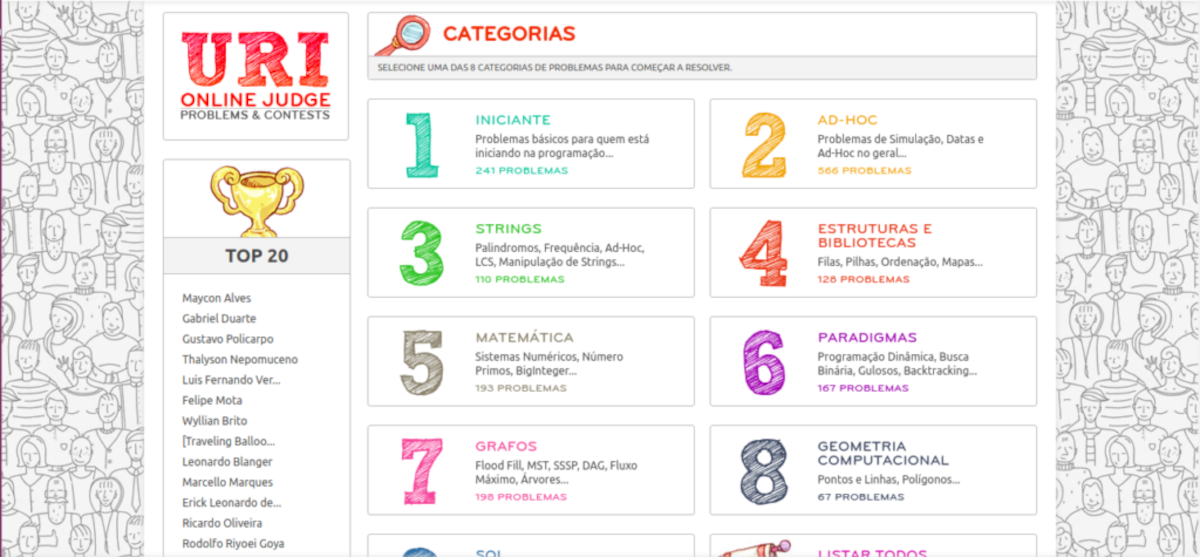 URI
ONLINE JUDGE
PROBLEMS & CONTESTS
TOP 20
Maycon Alves
Gabriel Duarte
Gustavo Policarpo
Thalyson Nepomuceno
Luis Fernando Ver...
Felipe Mota
Wyllian Brito
[Traveling Balloo...
Leonardo Blanger
Marcello Marques
Erick Leonardo de...
Ricardo Oliveira
Rodolfo Riyoei Goya
CATEGORIAS
SELECIONE UMA DAS 8 CATEGORIAS DE PROBLEMAS PARA COMEÇAR A RESOLVER.
1
INICIANTE
Problemas básicos para quem está
iniciando na programação...
241 PROBLEMAS
2
AD-HOC
Problemas de Simulação, Datas e
Ad-Hoc no geral...
566 PROBLEMAS
3
STRINGS
Palindromos, Frequência, Ad-Hoc,
LCS, Manipulação de Strings...
110 PROBLEMAS
4
ESTRUTURAS E
BIBLIOTECAS
Filas, Pilhas, Ordenação, Mapas...
128 PROBLEMAS
5
MATEMÁTICA
Sistemas Numéricos, Número
Primos, BigInteger...
193 PROBLEMAS
6
PARADIGMAS
Programação Dinâmica, Busca
Binária, Gulosos, Backtracking...
167 PROBLEMAS
7
GRAFOS
Flood Fill, MST, SSSP, DAG, Fluxo
Máximo, Árvores...
198 PROBLEMAS
8
GEOMETRIA
COMPUTACIONAL
Pontos e Linhas, Polígonos...
67 PROBLEMAS
SQL
LISTAR TODOS